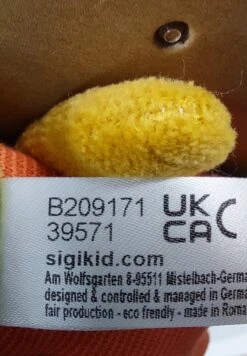 B209171 UK
39571 CA
sigikid.com
Am Wolfsgarten 8-95511 Mistelbach-Germa
designed & controlled & managed in Germa
fair production - eco friendly - made in Roma